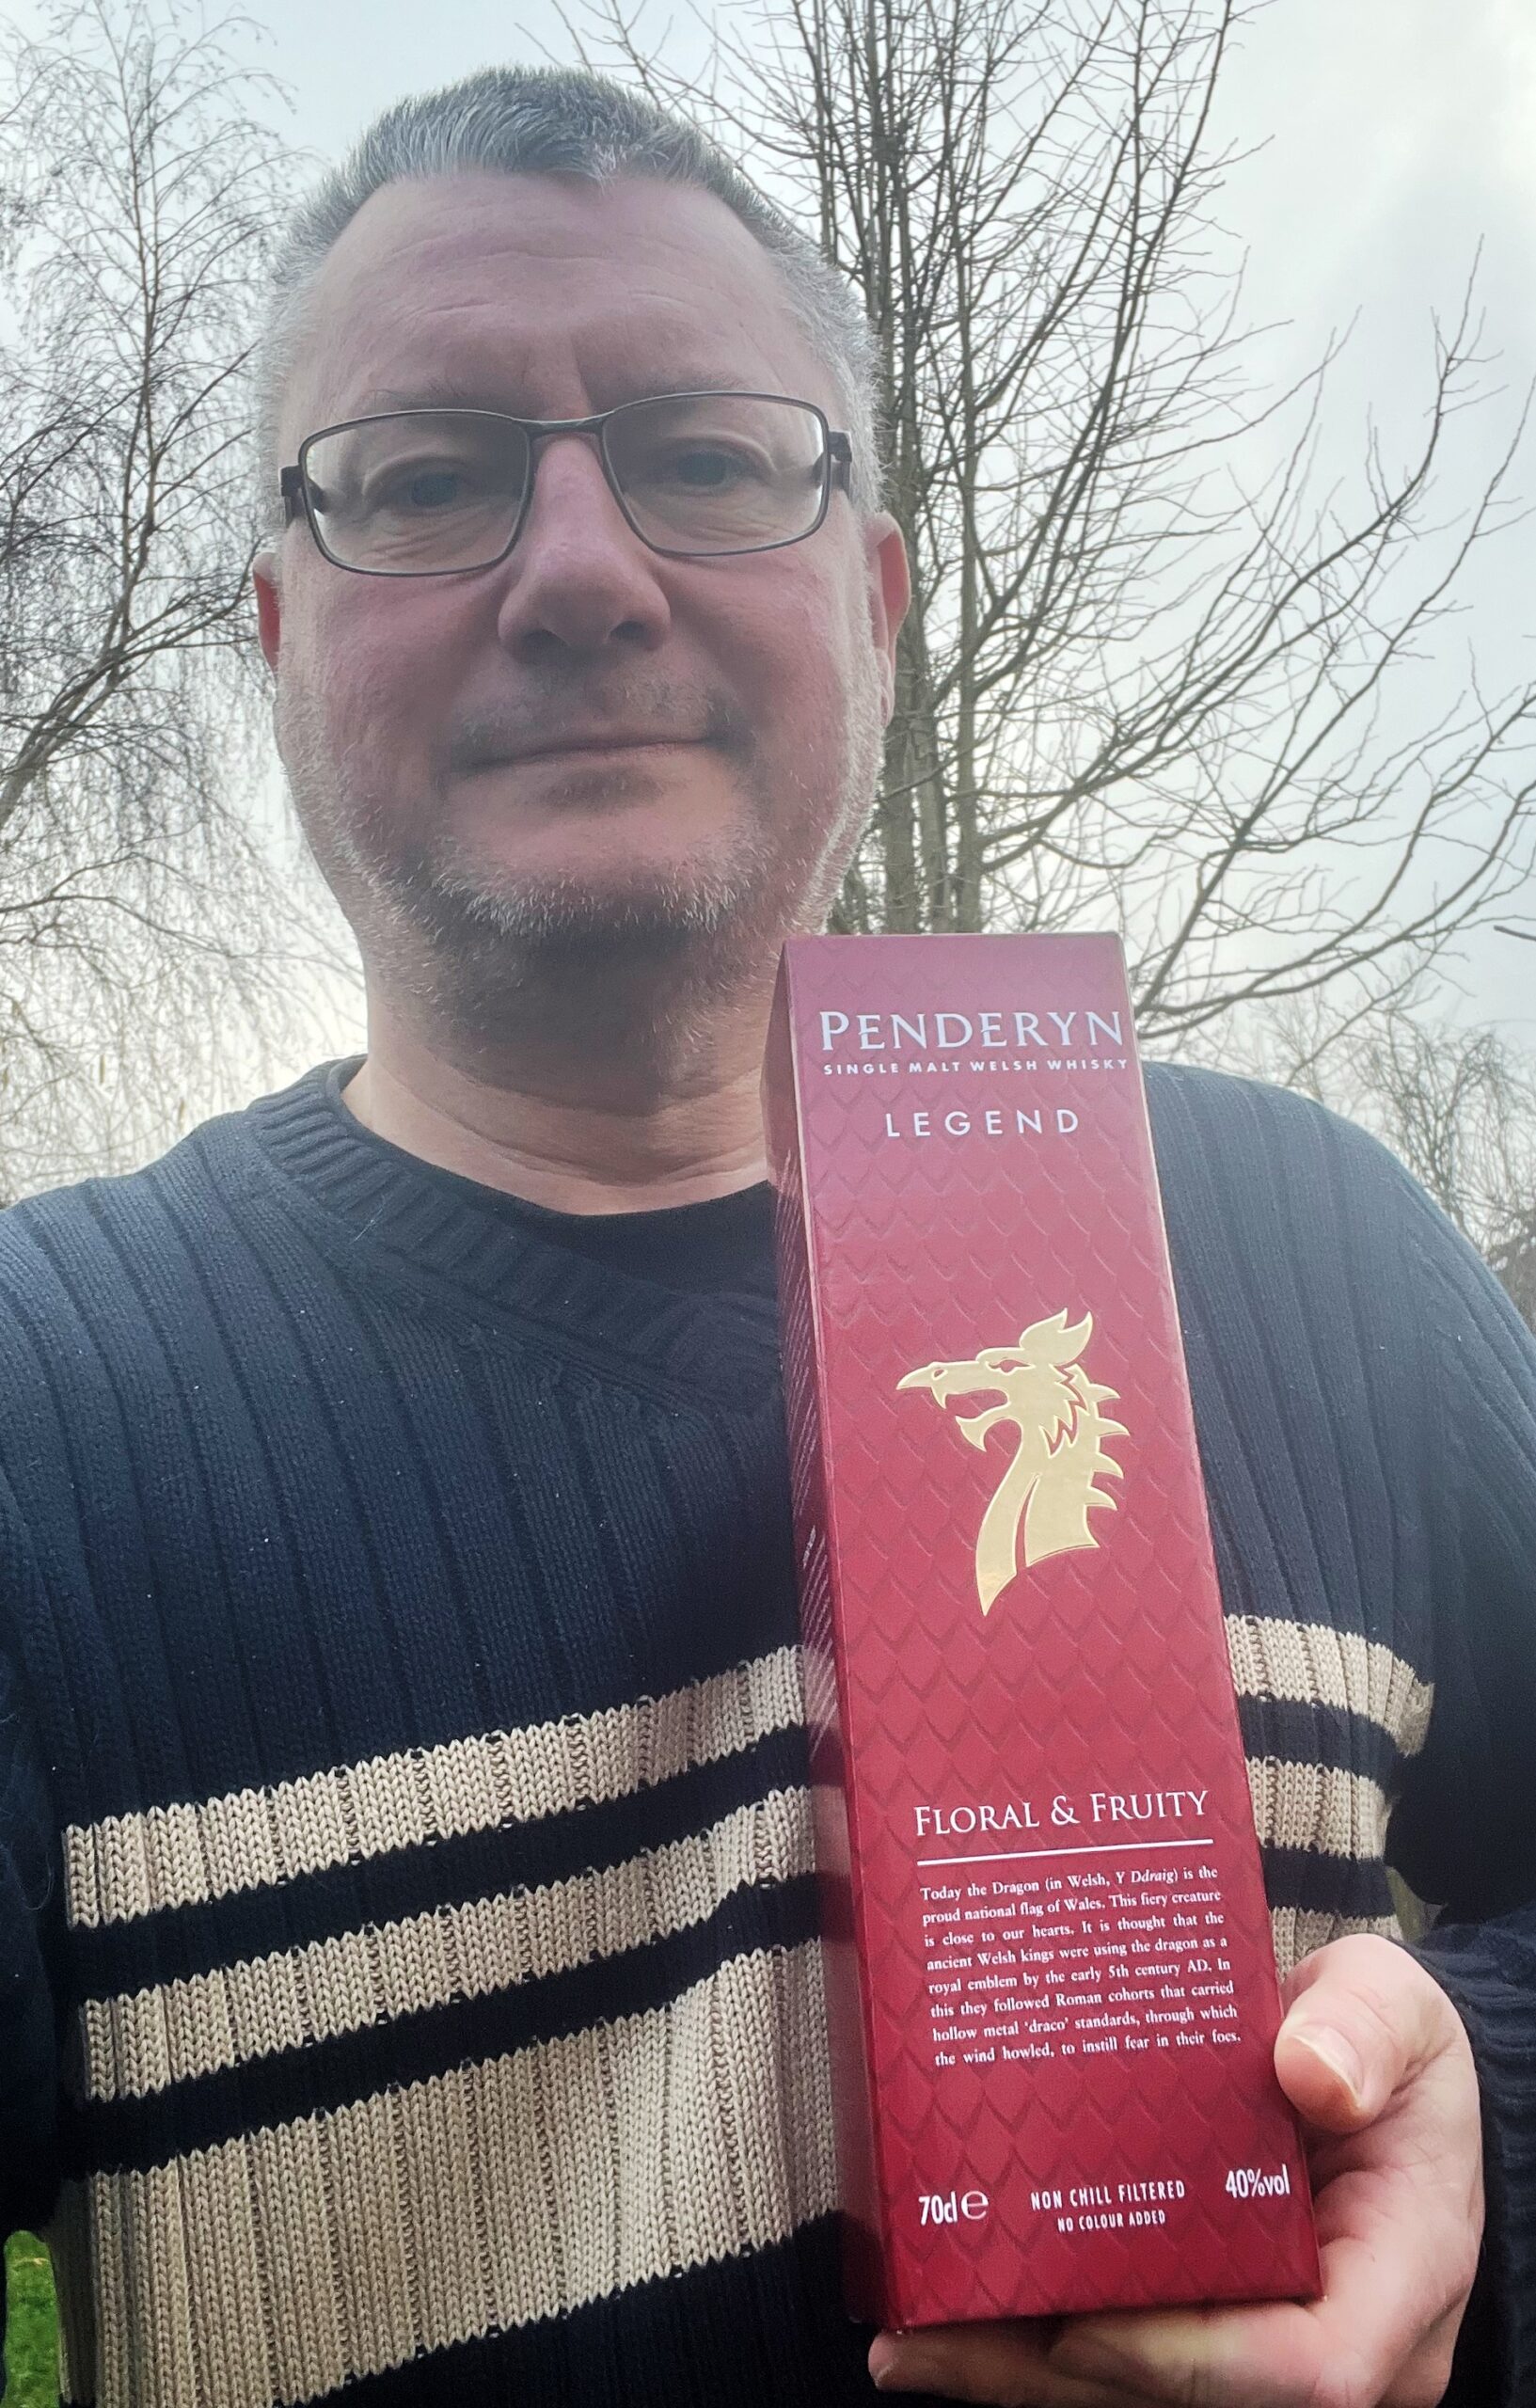 PENDERYN
SINGLE MALT WELSH WHISKY
LEGEND
FLORAL & FRUITY
Today the Dragon (in Welsh, Y Ddraig) is the
proud national flag of Wales. This fiery creature
is close to our hearts. It is thought that the
ancient Welsh kings were using the dragon as a
royal emblem by the early 5th century AD. In
this they followed Roman cohorts that carried
hollow metal 'draco' standards, through which
the wind howled, to instill fear in their foes.
70cl e
NON CHILL FILTERED
NO COLOUR ADDED
40%vol